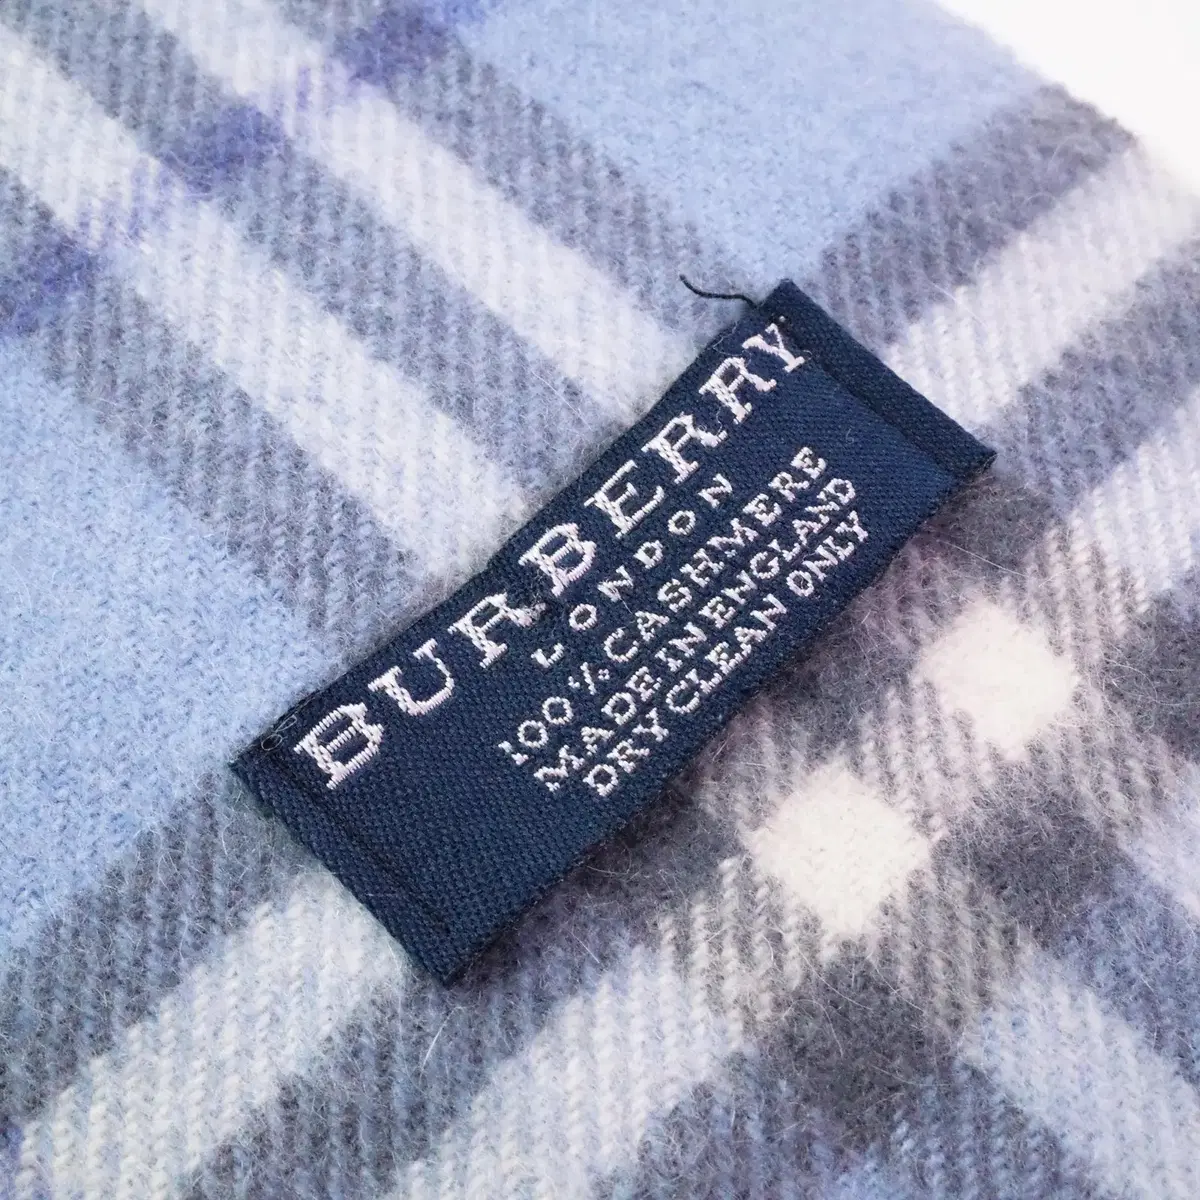 BURBERRY
LONDON
100% CASHMERE
MADE IN ENGLAND
DRY CLEAN ONLY